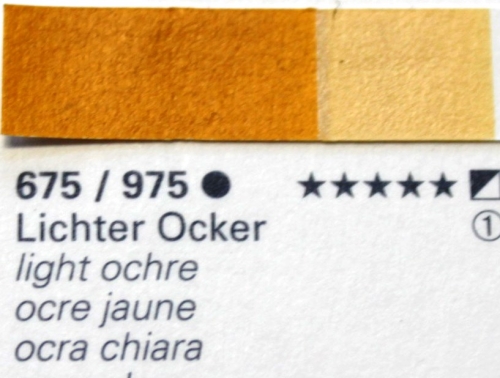 675 / 975 ● ★★★★★
①
Lichter Ocker
light ochre
ocre jaune
ocra chiara